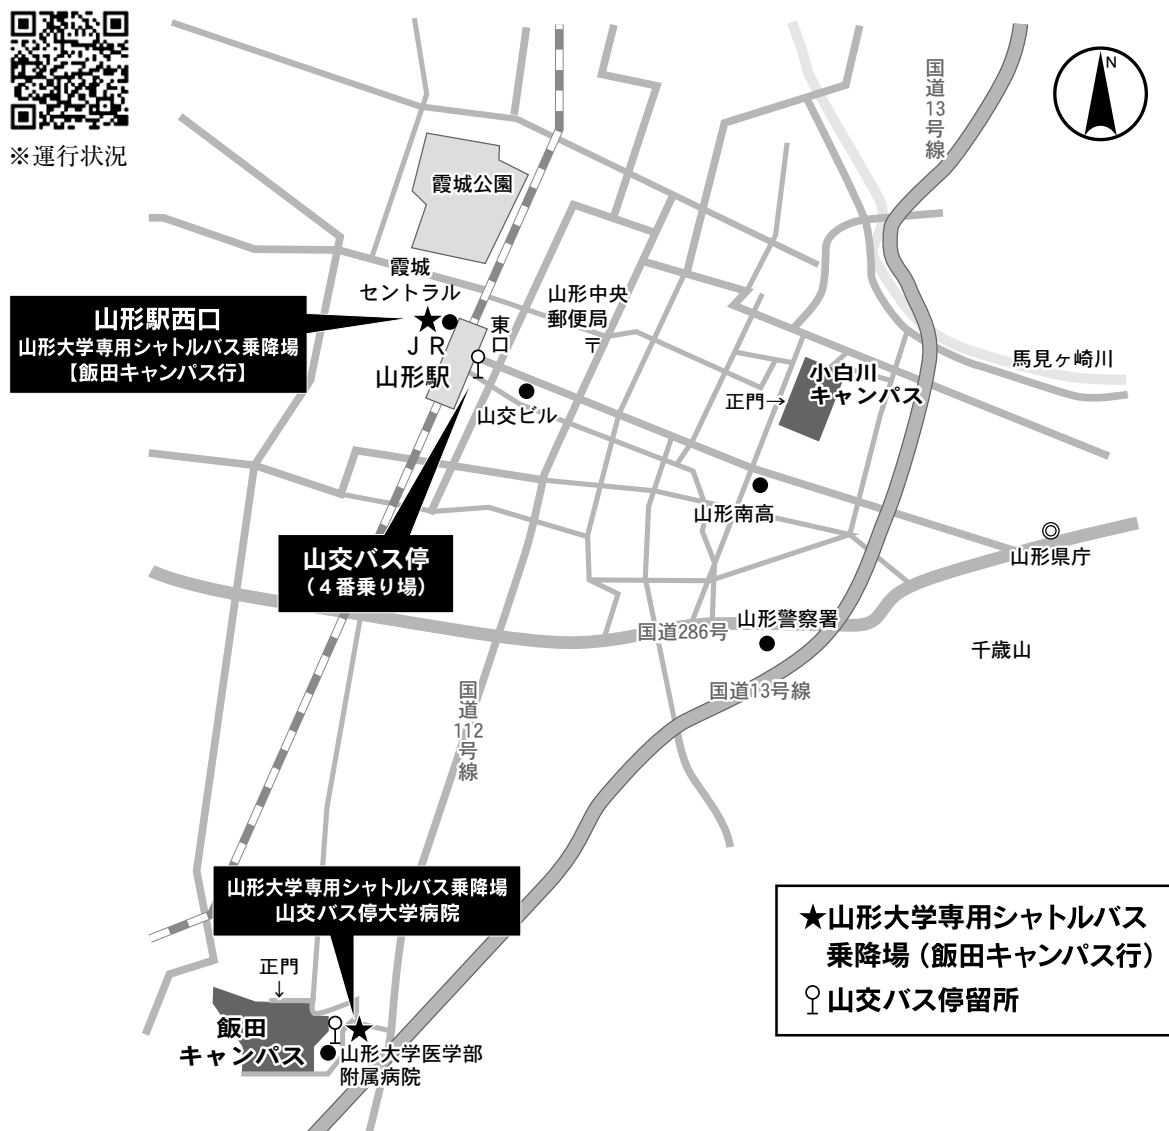 ※運行状況
N
国道13号線
霞城公園
霞城
セントラル
山形中央
郵便局
〒
山形駅西口
山形大学専用シャトルバス乗降場
【飯田キャンパス行】
東口
JR
山形駅
馬見ヶ崎川
小白川
キャンパス
正門→
山交ビル
山形南高
山形県庁
山交バス停
（４番乗り場）
国道286号
山形警察署
千歳山
国道13号線
国道112号線
山形大学専用シャトルバス乗降場
山交バス停大学病院
★山形大学専用シャトルバス
乗降場（飯田キャンパス行）
山交バス停留所
正門
↓
飯田
キャンパス
山形大学医学部
附属病院